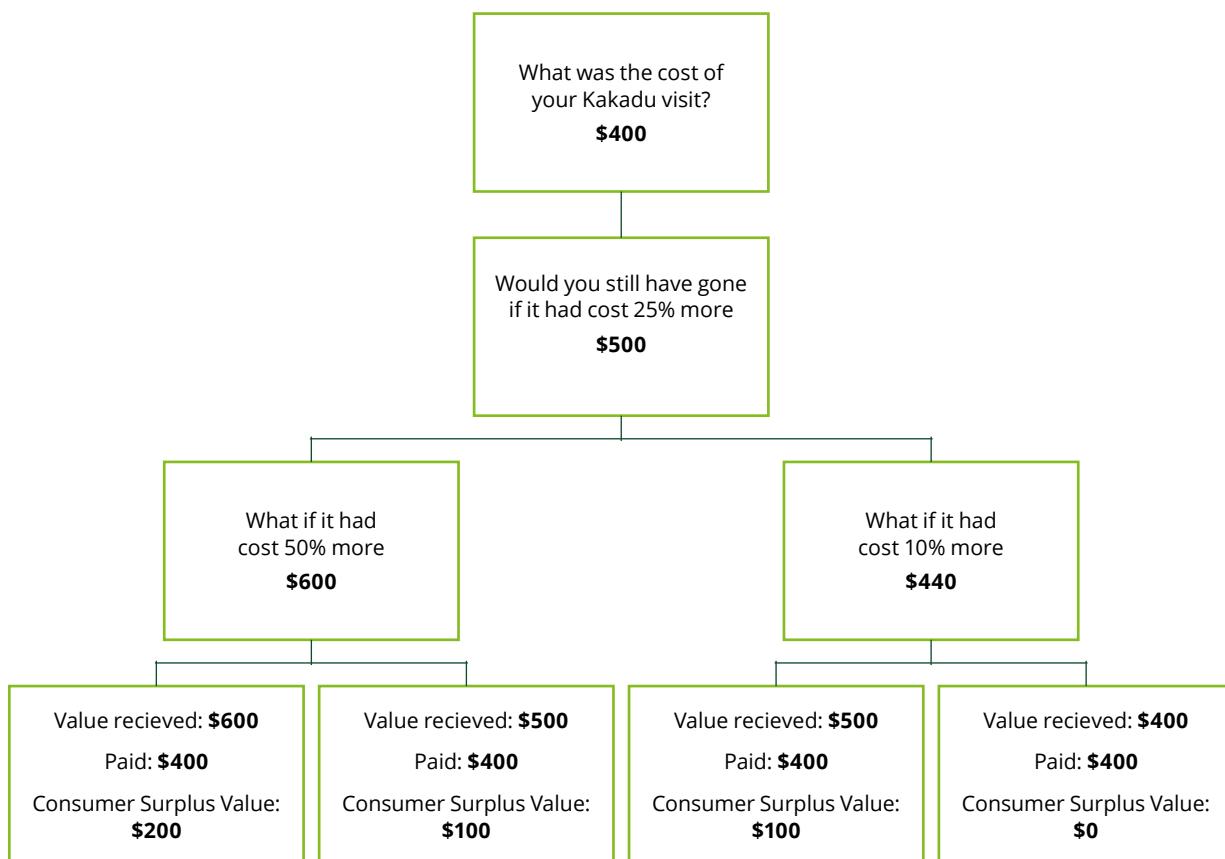 What was the cost of
your Kakadu visit?
$400
Would you still have gone
if it had cost 25% more
$500
What if it had
cost 50% more
$600
What if it had
cost 10% more
$440
Value recieved: $600
Paid: $400
Consumer Surplus Value:
$200
Value recieved: $500
Paid: $400
Consumer Surplus Value:
$100
Value recieved: $500
Paid: $400
Consumer Surplus Value:
$100
Value recieved: $400
Paid: $400
Consumer Surplus Value:
$0